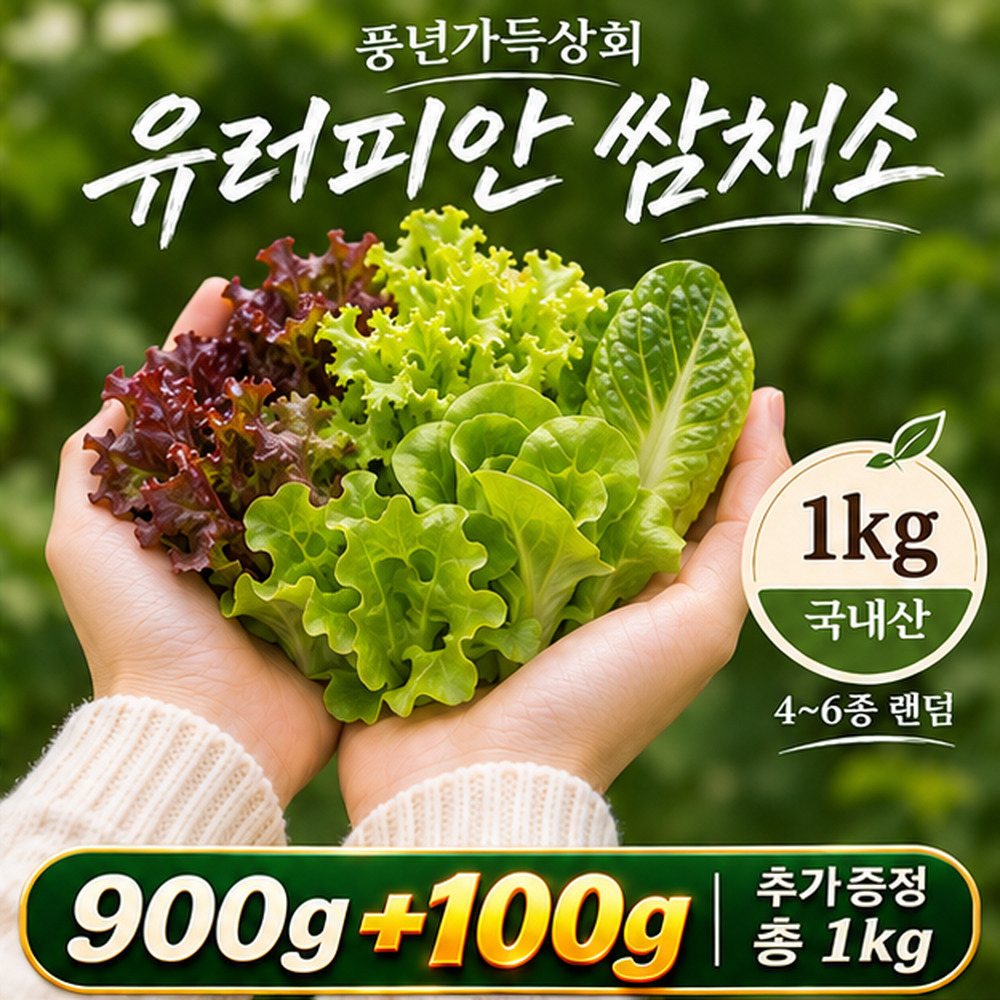 풍년가득상회
유러피안 쌈채소
1kg
국내산
4~6종 랜덤
900g+100g
추가증정
총 1kg